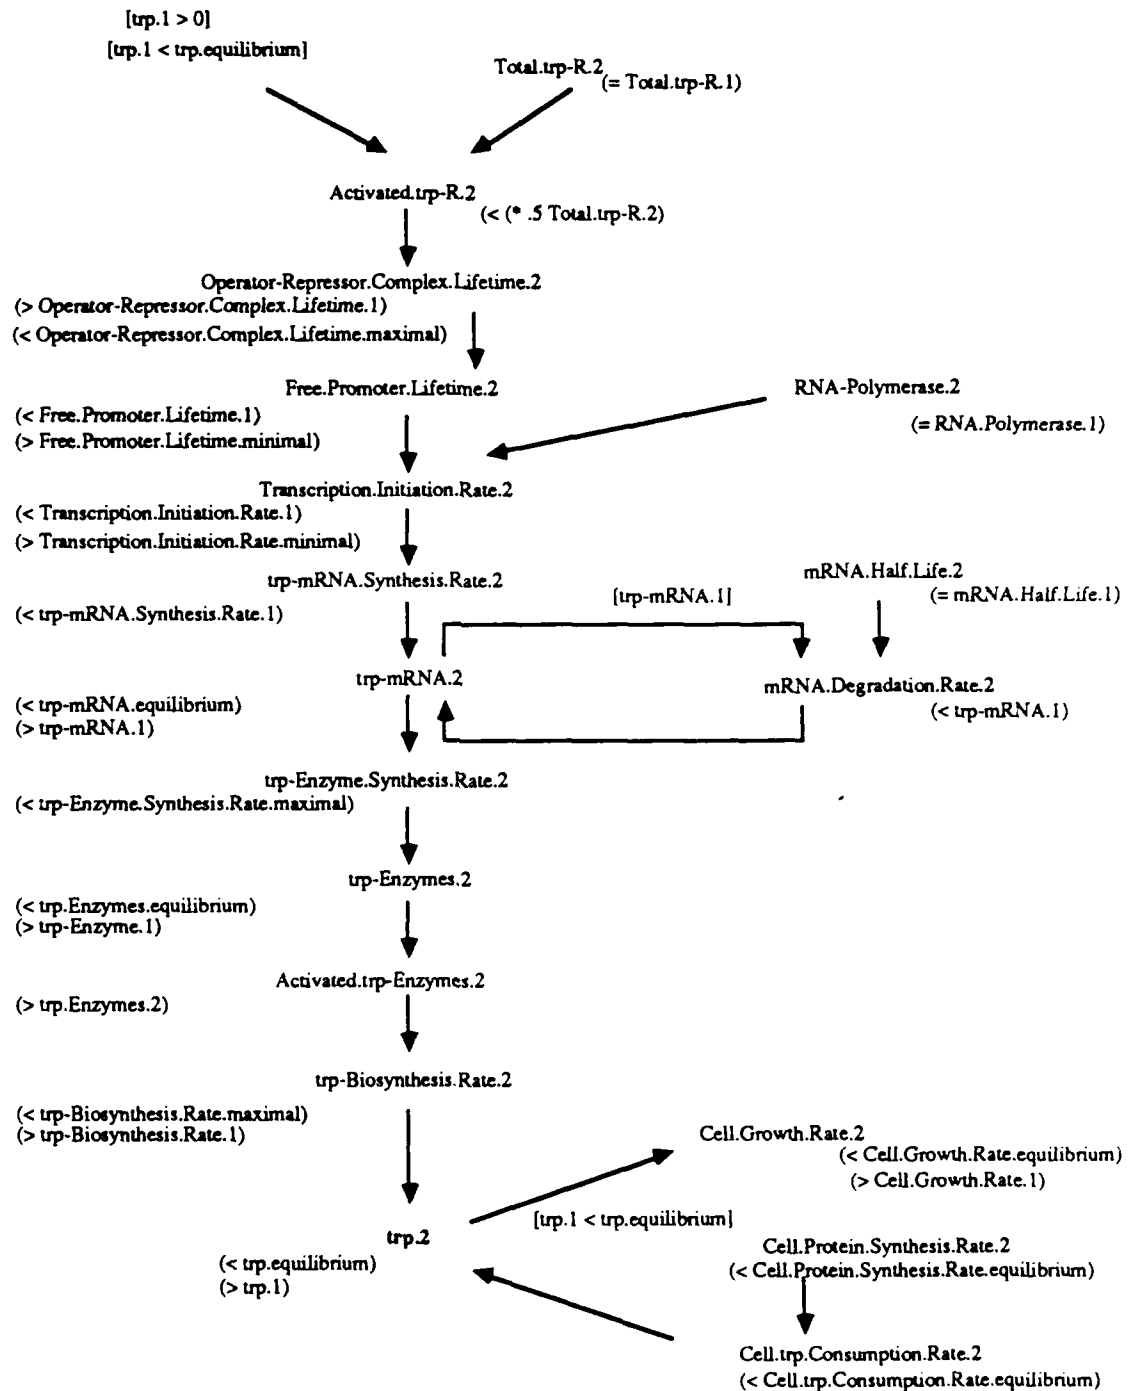 [trp.1 > 0]
[trp.1 < trp.equilibrium]
Total.trp-R.2
(= Total.trp-R.1)
Activated.trp-R.2
(< (* .5 Total.trp-R.2)
Operator-Repressor.Complex.Lifetime.2
(> Operator-Repressor.Complex.Lifetime.1)
(< Operator-Repressor.Complex.Lifetime.maximal)
Free.Promoter.Lifetime.2
RNA-Polymerase.2
(< Free.Promoter.Lifetime.1)
(= RNA.Polymerase.1)
(> Free.Promoter.Lifetime.minimal)
Transcription.Initiation.Rate.2
(< Transcription.Initiation.Rate.1)
(> Transcription.Initiation.Rate.minimal)
trp-mRNA.Synthesis.Rate.2
mRNA.Half.Life.2
[trp-mRNA.1]
(= mRNA.Half.Life.1)
(< trp-mRNA.Synthesis.Rate.1)
trp-mRNA.2
mRNA.Degradation.Rate.2
(< trp-mRNA.equilibrium)
(< trp-mRNA.1)
(> trp-mRNA.1)
trp-Enzyme.Synthesis.Rate.2
(< trp-Enzyme.Synthesis.Rate.maximal)
trp-Enzymes.2
(< trp.Enzymes.equilibrium)
(> trp-Enzyme.1)
Activated.trp-Enzymes.2
(> trp.Enzymes.2)
trp-Biosynthesis.Rate.2
(< trp-Biosynthesis.Rate.maximal)
(> trp-Biosynthesis.Rate.1)
Cell.Growth.Rate.2
(< Cell.Growth.Rate.equilibrium)
(> Cell.Growth.Rate.1)
[trp.1 < trp.equilibrium]
trp.2
(< trp.equilibrium)
(> trp.1)
Cell.Protein.Synthesis.Rate.2
(< Cell.Protein.Synthesis.Rate.equilibrium)
Cell.trp.Consumption.Rate.2
(< Cell.trp.Consumption.Rate.equilibrium)